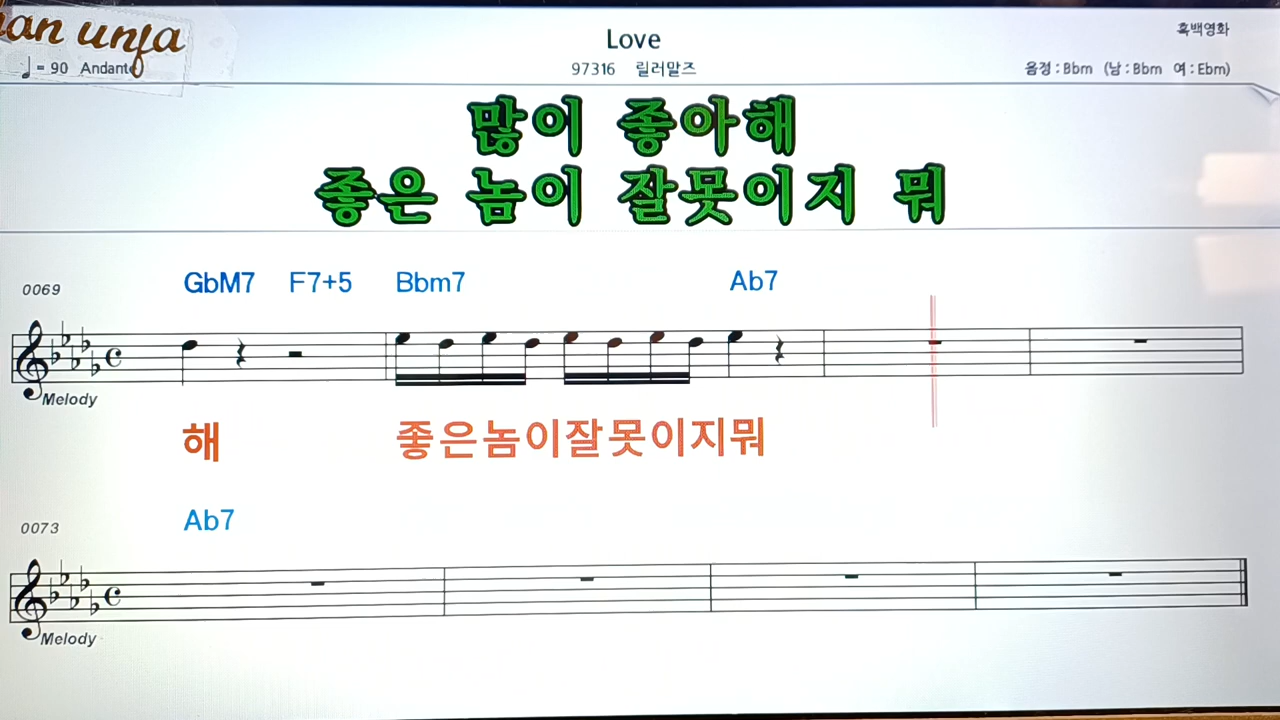 unfa
Love
흑백영화
♩ = 90 Andante
97316 릴러말즈
음정 : Bbm (남 : Bbm 여 : Ebm)
많이 좋아해
좋은 놈이 잘못이지 뭐
0069 GbM7 F7+5 Bbm7 Ab7
Melody
해 좋은놈이잘못이지뭐
0073 Ab7
Melody